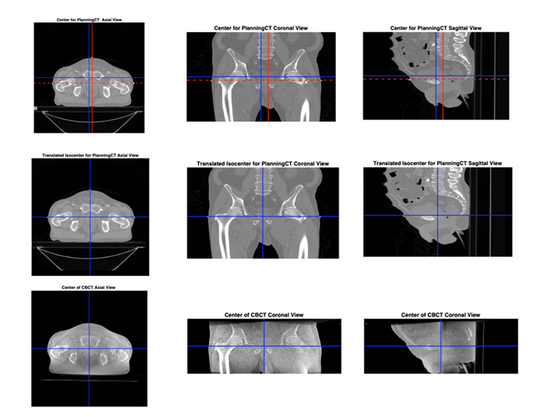 Center for PlanningCT Axial View
Center for PlanningCT Coronal View
Center for PlanningCT Sagittal View
Translated Isocenter for PlanningCT Axial View
Translated Isocenter for PlanningCT Coronal View
Translated Isocenter for PlanningCT Sagittal View
Center of CBCT Axial View
Center of CBCT Coronal View
Center of CBCT Coronal View